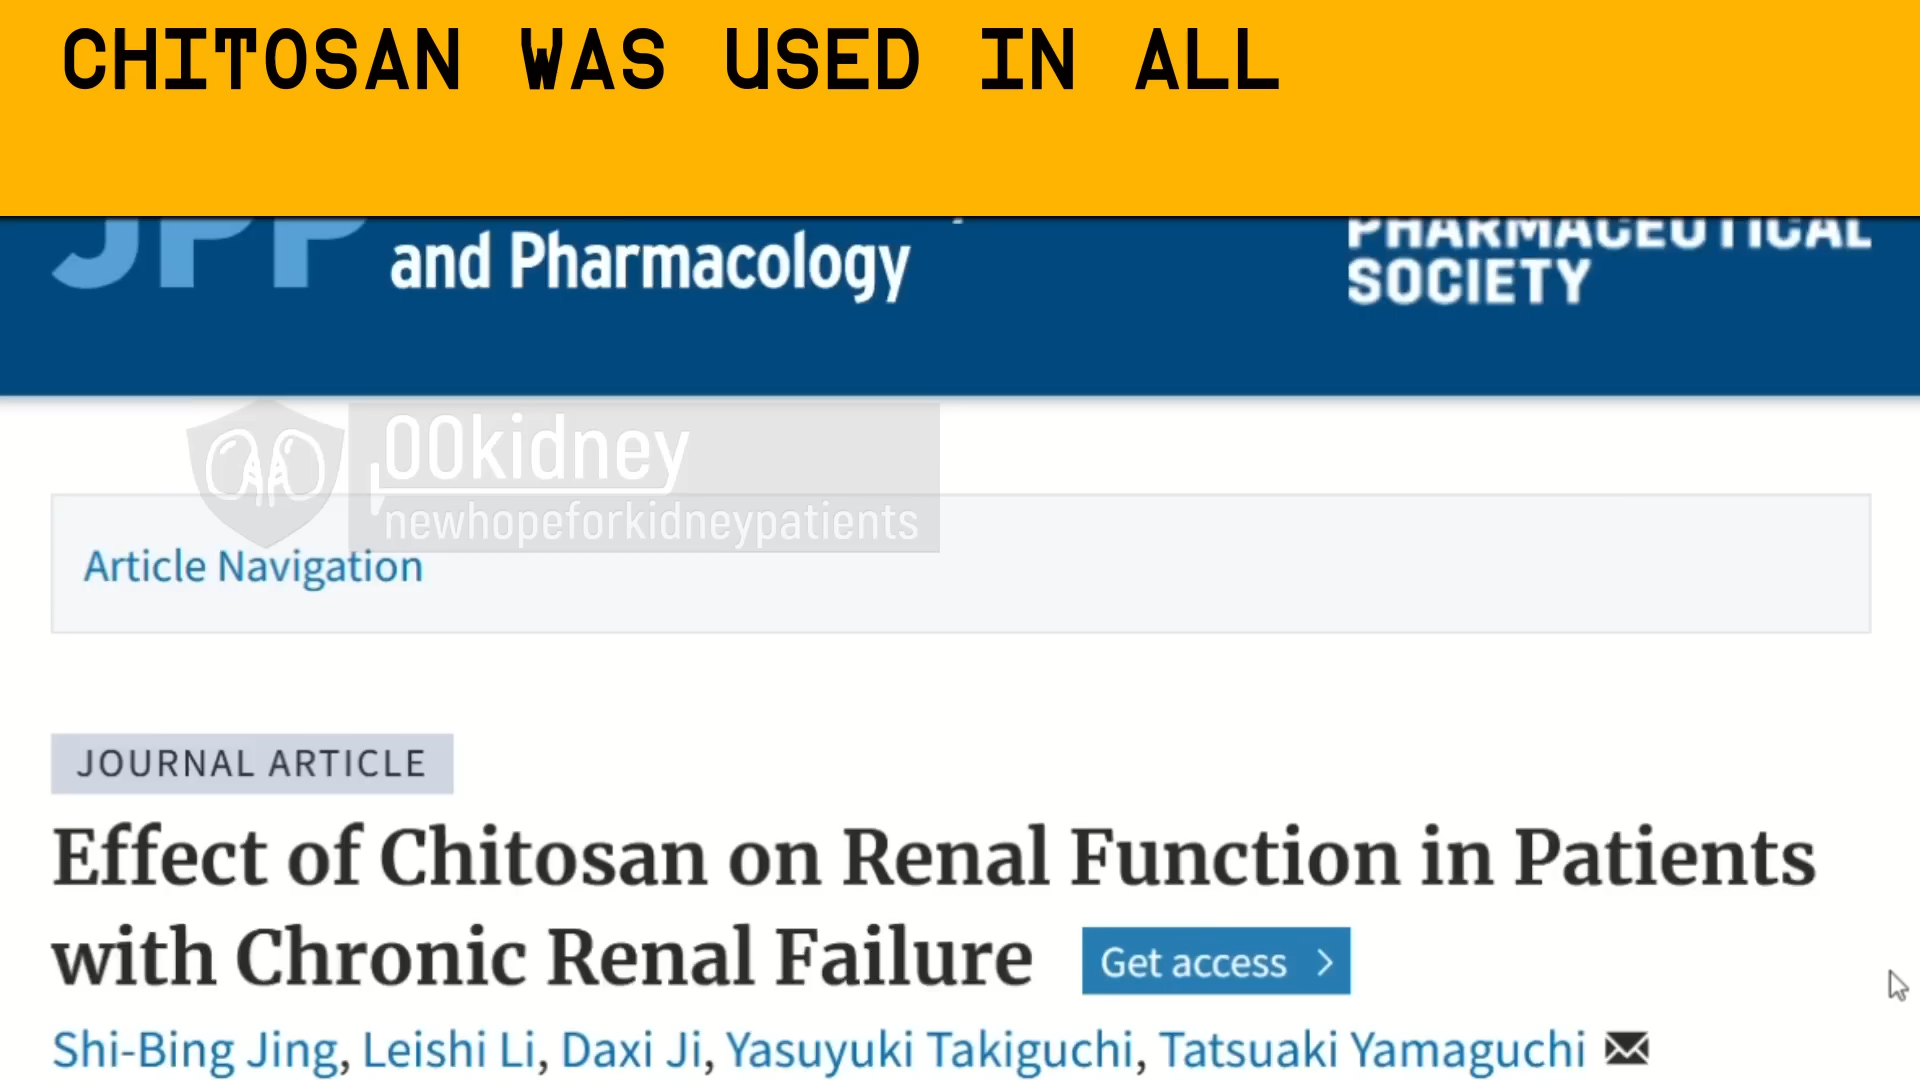 CHITOSAN WAS USED IN ALL
JPP
and Pharmacology
PHARMACEUTICAL
SOCIETY
00kidney
newhopeforkidneypatients
Article Navigation
JOURNAL ARTICLE
Effect of Chitosan on Renal Function in Patients
with Chronic Renal Failure
Get access
Shi-Bing Jing, Leishi Li, Daxi Ji, Yasuyuki Takiguchi, Tatsuaki Yamaguchi